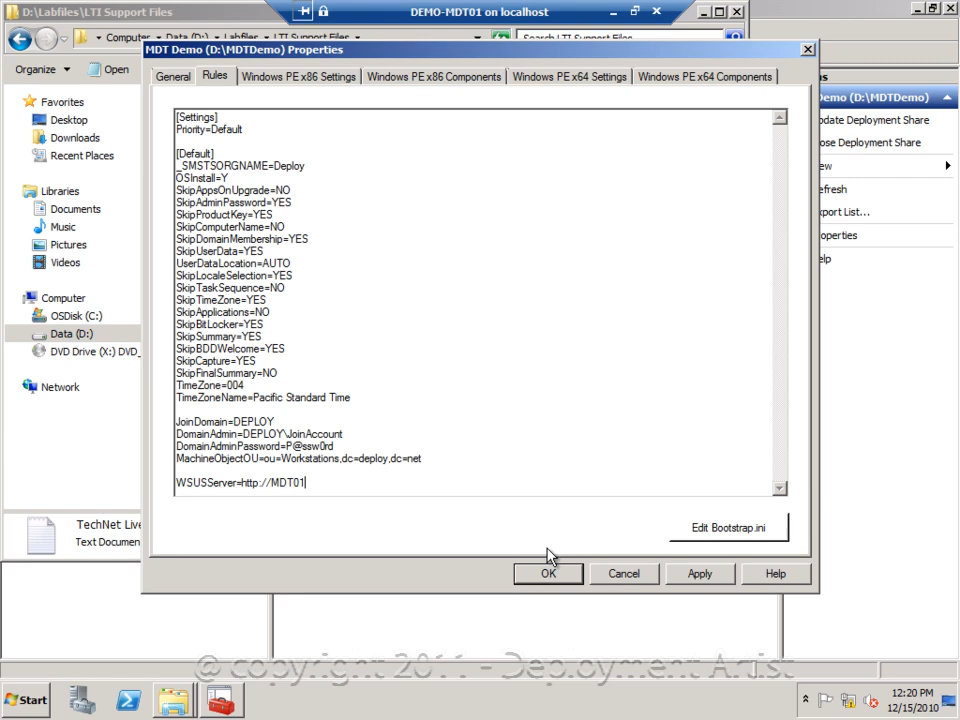 D:\Labfiles\LTI Support Files
DEMO-MDT01 on localhost
Computer
Data (D:)
Labfiles
LTI Support Files
Search LTI Support Files
MDT Demo (D:\MDTDemo) Properties
Organize
Open
General
Rules
Windows PE x86 Settings
Windows PE x86 Components
Windows PE x64 Settings
Windows PE x64 Components
Favorites
Desktop
Downloads
Recent Places
Libraries
Documents
Music
Pictures
Videos
Computer
OSDisk (C:)
Data (D:)
DVD Drive (X:) DVD_
Network
TechNet Live
Text Documen
[Settings]
Priority=Default
[Default]
_SMSTSORGNAME=Deploy
OSInstall=Y
SkipAppsOnUpgrade=NO
SkipAdminPassword=YES
SkipProductKey=YES
SkipComputerName=NO
SkipDomainMembership=YES
SkipUserData=YES
UserDataLocation=AUTO
SkipLocaleSelection=YES
SkipTaskSequence=NO
SkipTimeZone=YES
SkipApplications=NO
SkipBitLocker=YES
SkipSummary=YES
SkipBDDWelcome=YES
SkipCapture=YES
SkipFinalSummary=NO
TimeZone=004
TimeZoneName=Pacific Standard Time
JoinDomain=DEPLOY
DomainAdmin=DEPLOY\JoinAccount
DomainAdminPassword=P@ssw0rd
MachineObjectOU=ou=Workstations,dc=deploy,dc=net
WSUSServer=http://MDT01
Edit Bootstrap.ini
OK
Cancel
Apply
Help
ns
Demo (D:\MDTDemo)
pdate Deployment Share
ose Deployment Share
ew
efresh
xport List...
operties
elp
@ copyright 2011 - Deployment Artist
Start
12:20 PM
12/15/2010